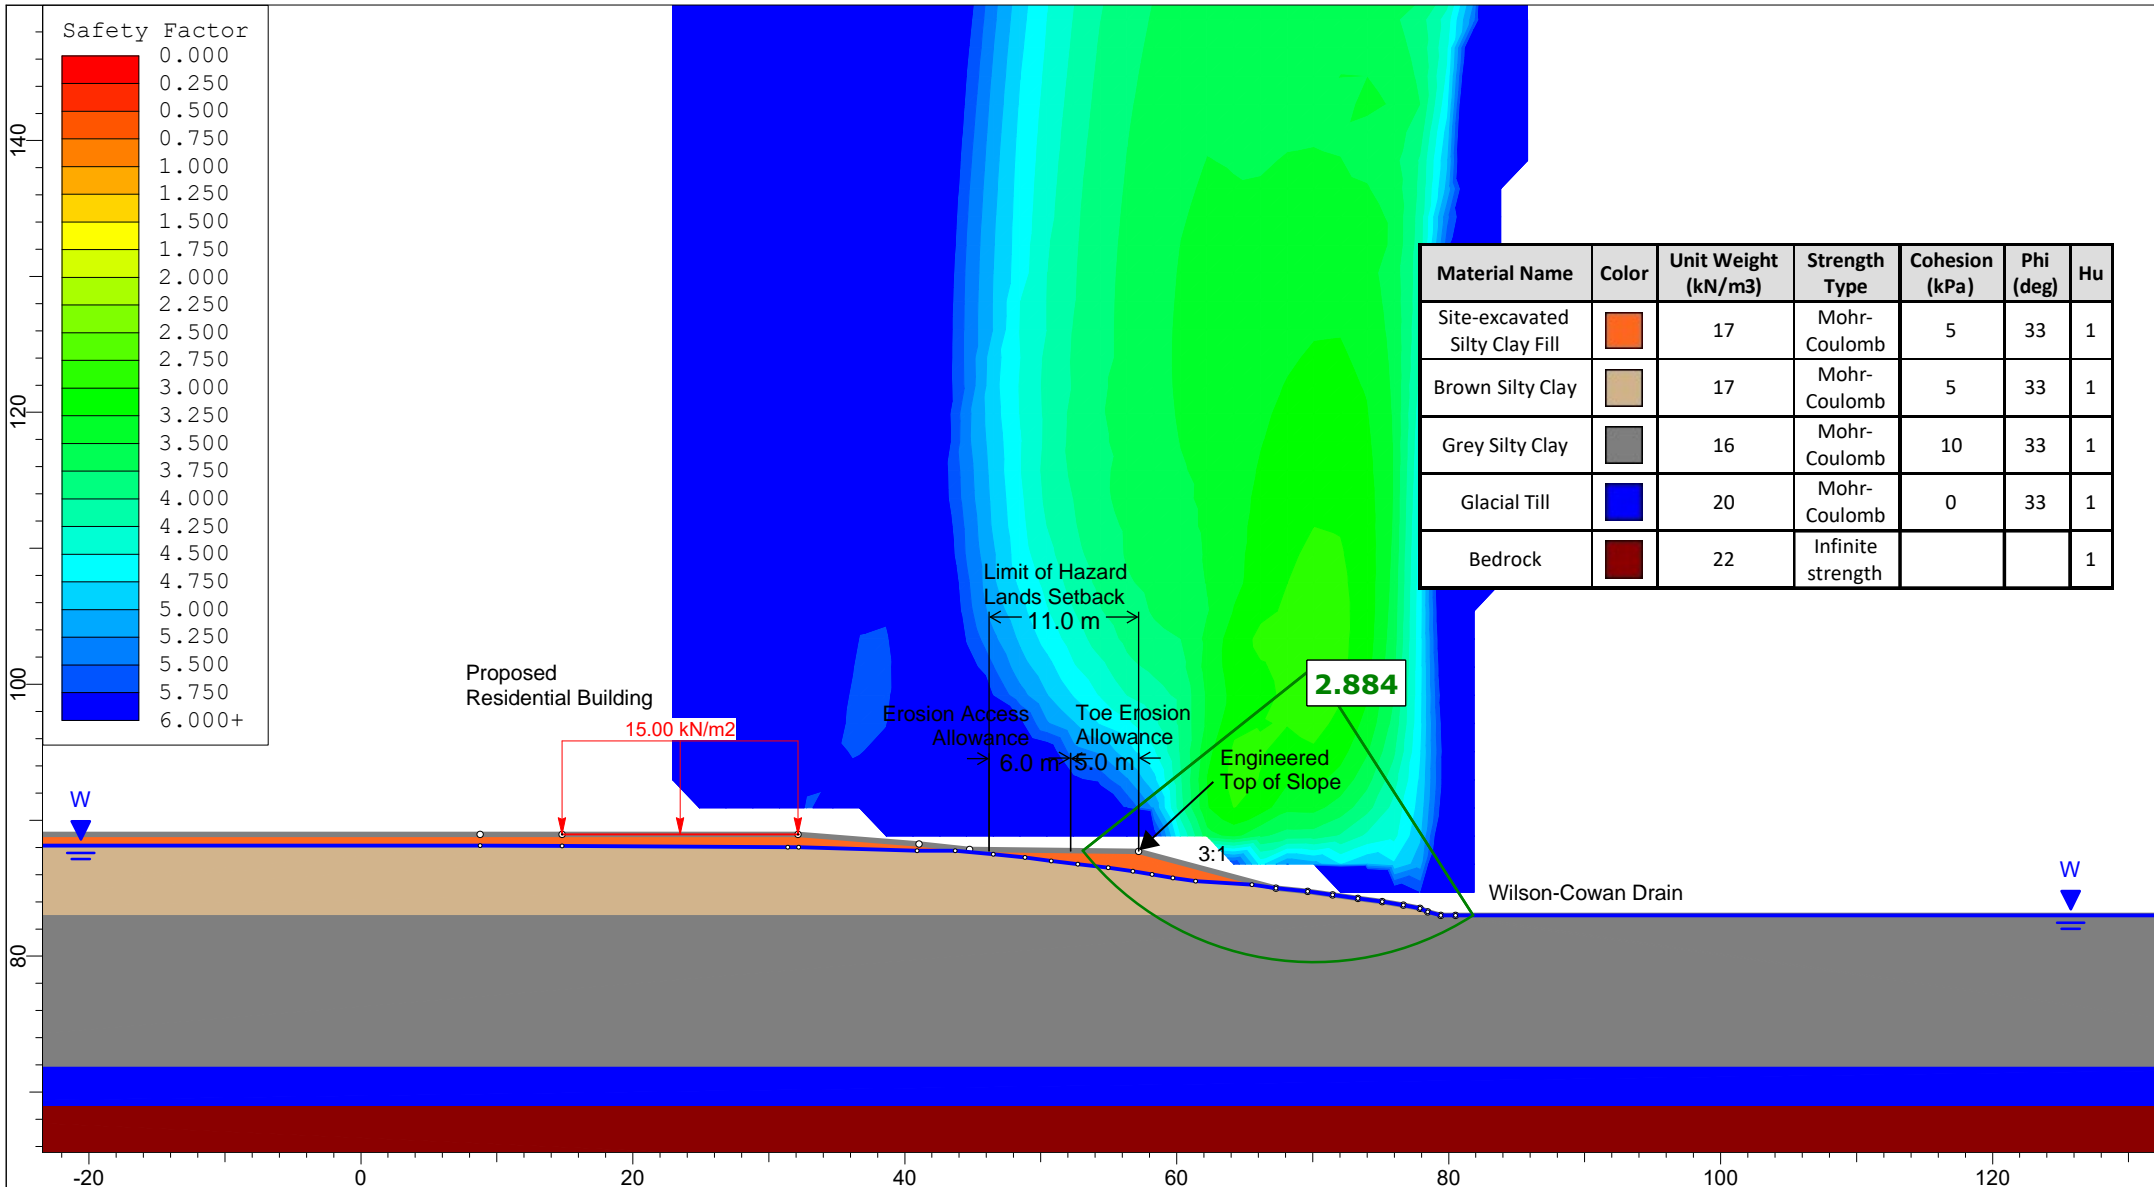 Safety Factor
0.000
0.250
0.500
0.750
1.000
1.250
1.500
1.750
2.000
2.250
2.500
2.750
3.000
3.250
3.500
3.750
4.000
4.250
4.500
4.750
5.000
5.250
5.500
5.750
6.000+
140
120
100
80
-20
0
20
40
60
80
100
120
Material Name Color Unit Weight (kN/m3) Strength Type Cohesion (kPa) Phi (deg) Hu
Site-excavated Silty Clay Fill 17 Mohr-Coulomb 5 33 1
Brown Silty Clay 17 Mohr-Coulomb 5 33 1
Grey Silty Clay 16 Mohr-Coulomb 10 33 1
Glacial Till 20 Mohr-Coulomb 0 33 1
Bedrock 22 Infinite strength 1
Limit of Hazard
Lands Setback
11.0 m
Proposed
Residential Building
15.00 kN/m2
Erosion Access
Allowance
6.0 m
Toe Erosion
Allowance
5.0 m
2.884
Engineered
Top of Slope
3:1
W
Wilson-Cowan Drain
W